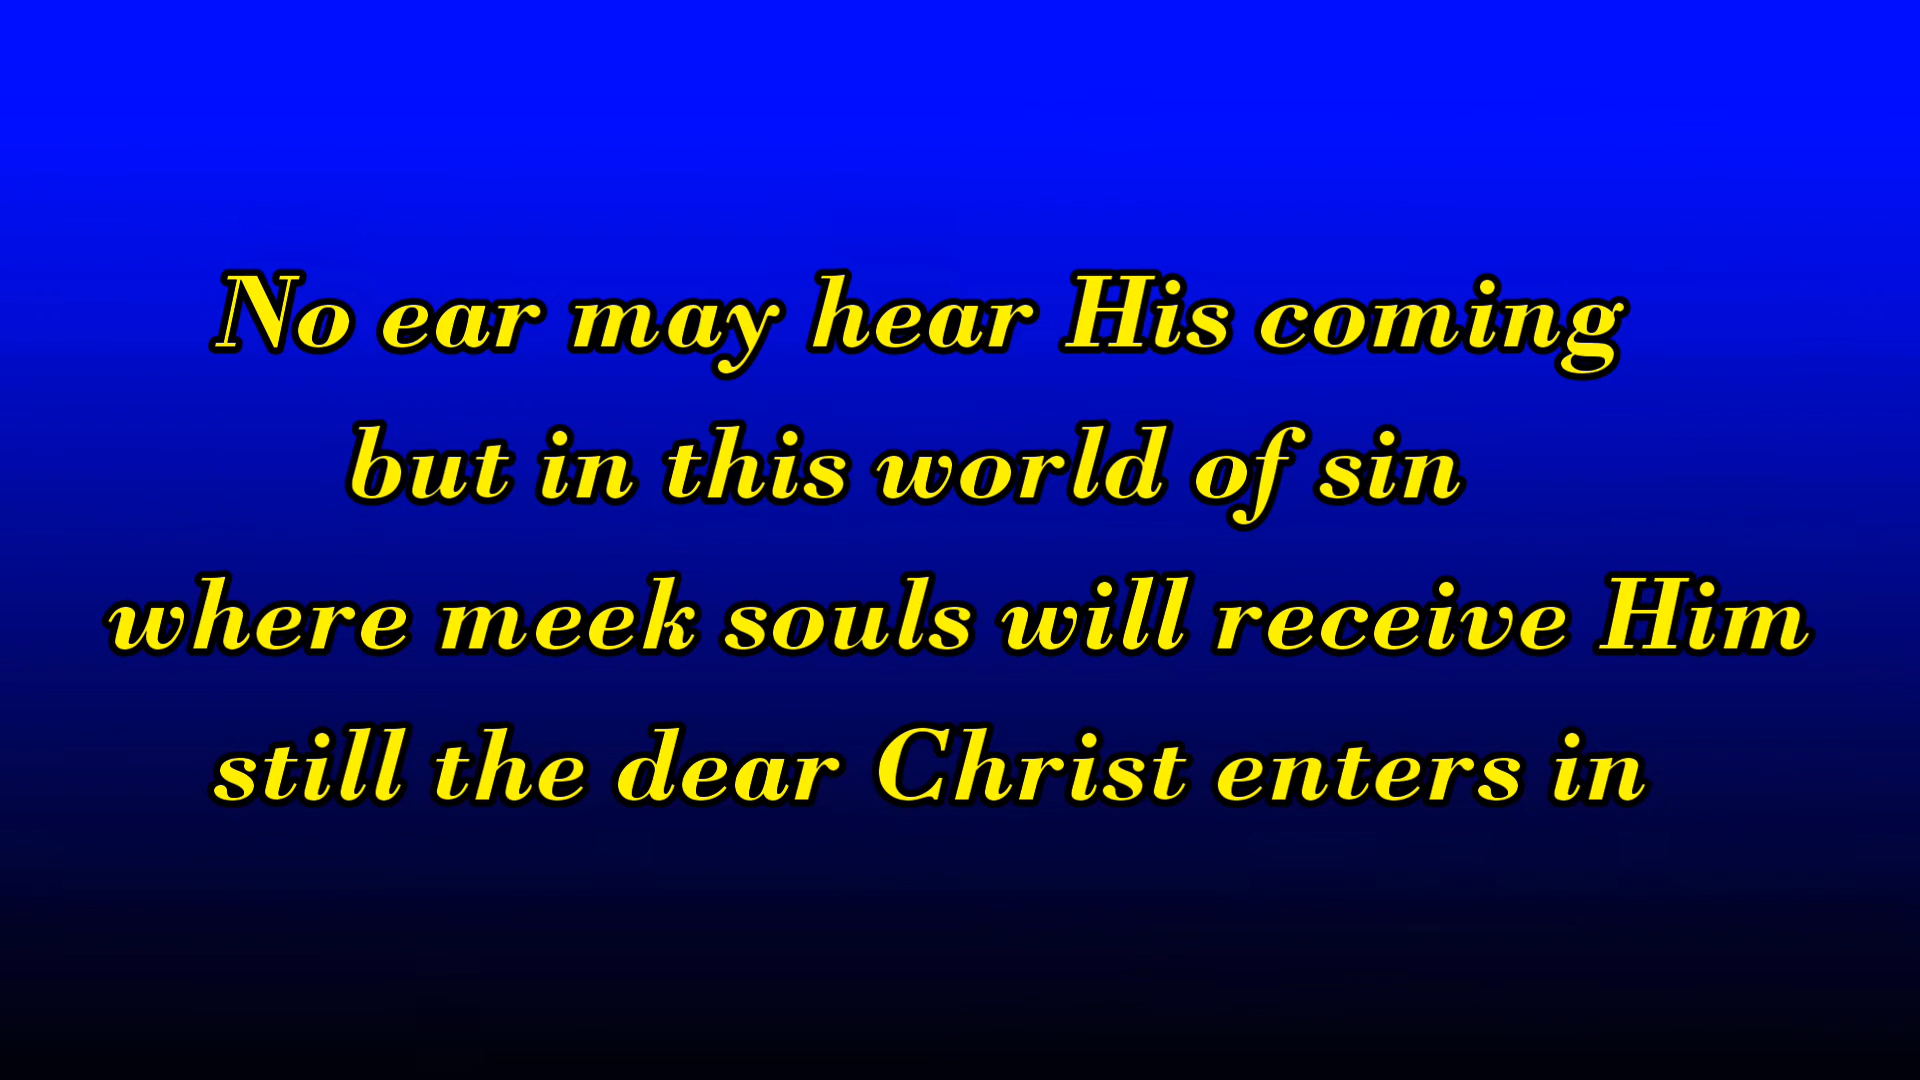 No ear may hear His coming
but in this world of sin
where meek souls will receive Him
still the dear Christ enters in